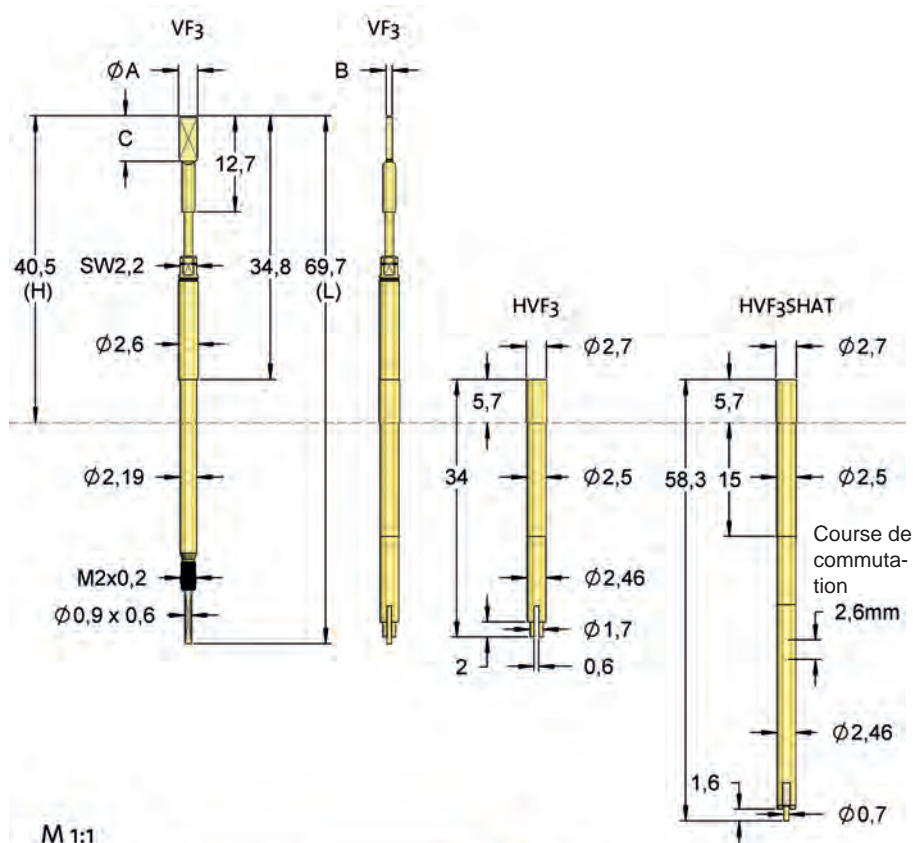 VF3 VF3
ØA B
C
12,7
40,5
(H)
SW2,2
34,8
69,7
(L)
Ø2,6
HVF3 HVF3SHAT
Ø2,7 Ø2,7
5,7 5,7
Ø2,19
34
Ø2,5
58,3
15
Ø2,5
Course de
commuta-
tion
M2x0,2
Ø2,46
2,6mm
Ø0,9 x 0,6
Ø1,7
2
0,6
Ø2,46
1,6
Ø0,7
M 1:1